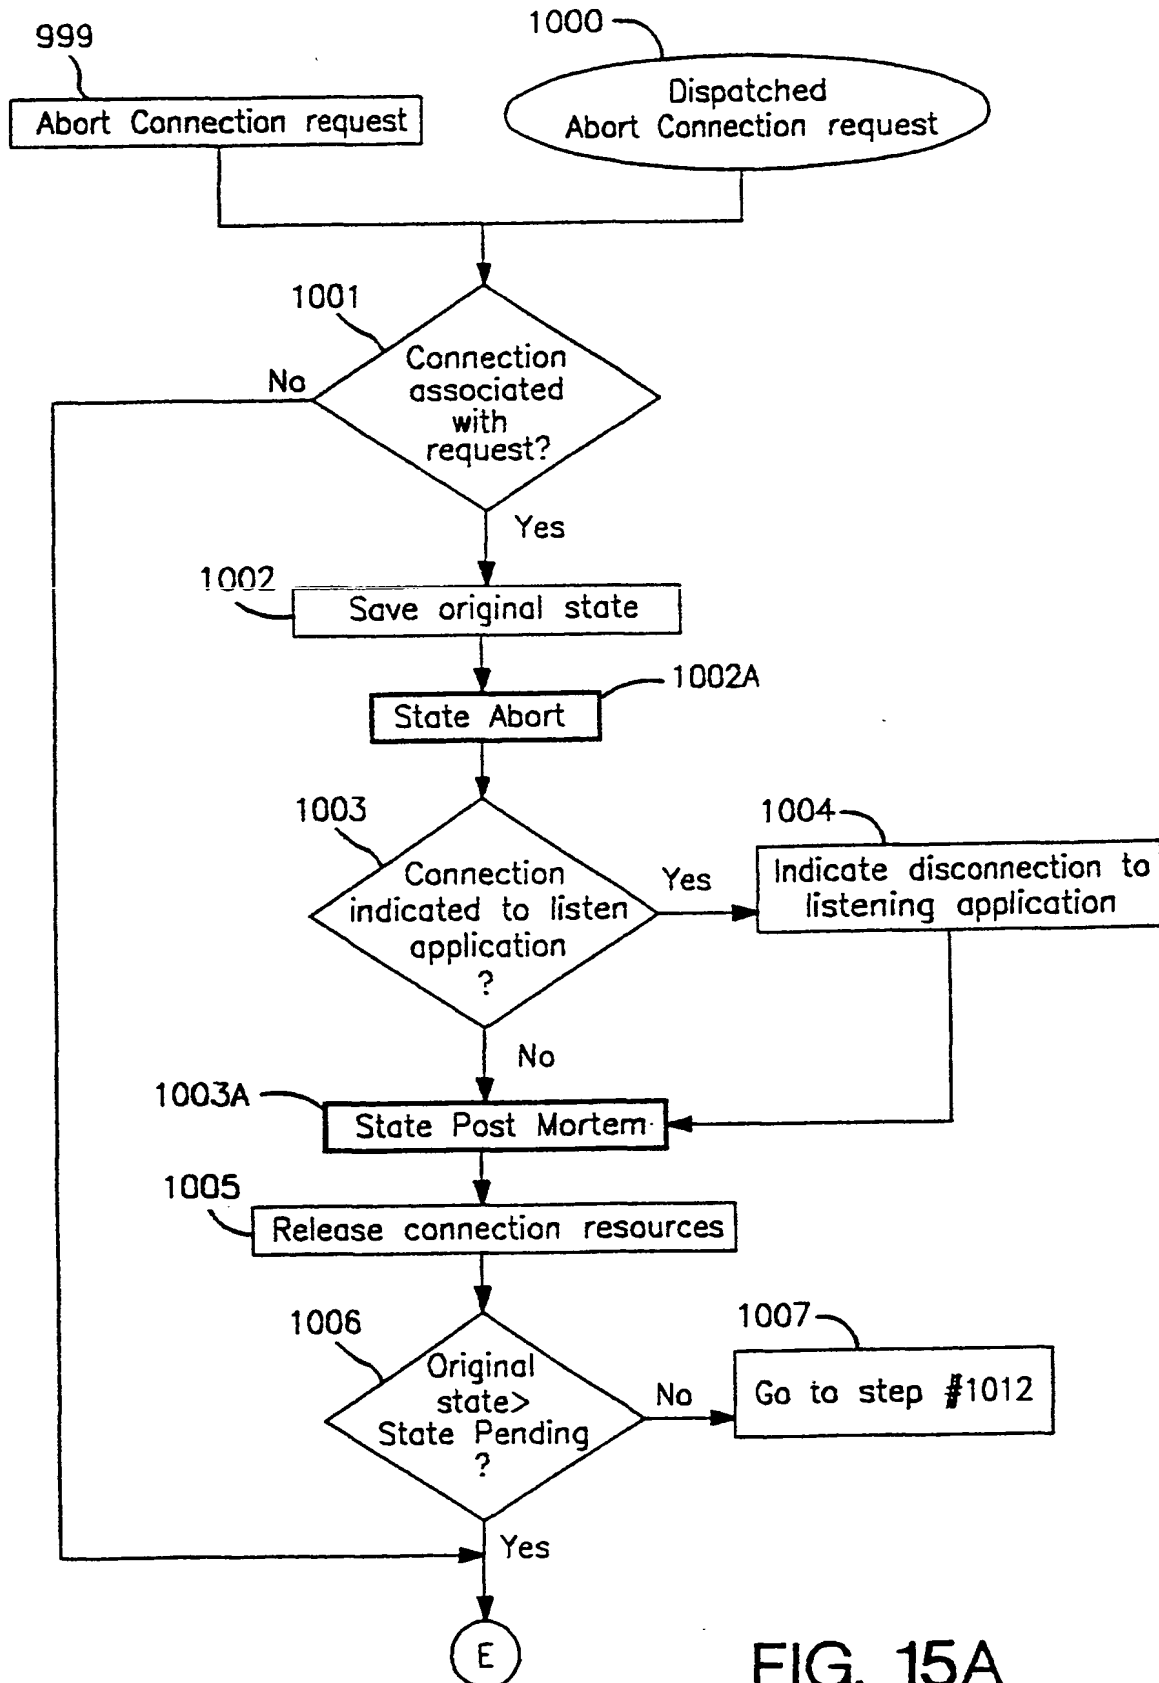 999
1000
Abort Connection request
Dispatched
Abort Connection request
1001
Connection
associated
with
request?
No
Yes
1002
Save original state
1002A
State Abort
1003
Connection
indicated to listen
application
?
Yes
1004
Indicate disconnection to
listening application
No
1003A
State Post Mortem
1005
Release connection resources
1006
Original
state>
State Pending
?
No
1007
Go to step #1012
Yes
E
FIG. 15A